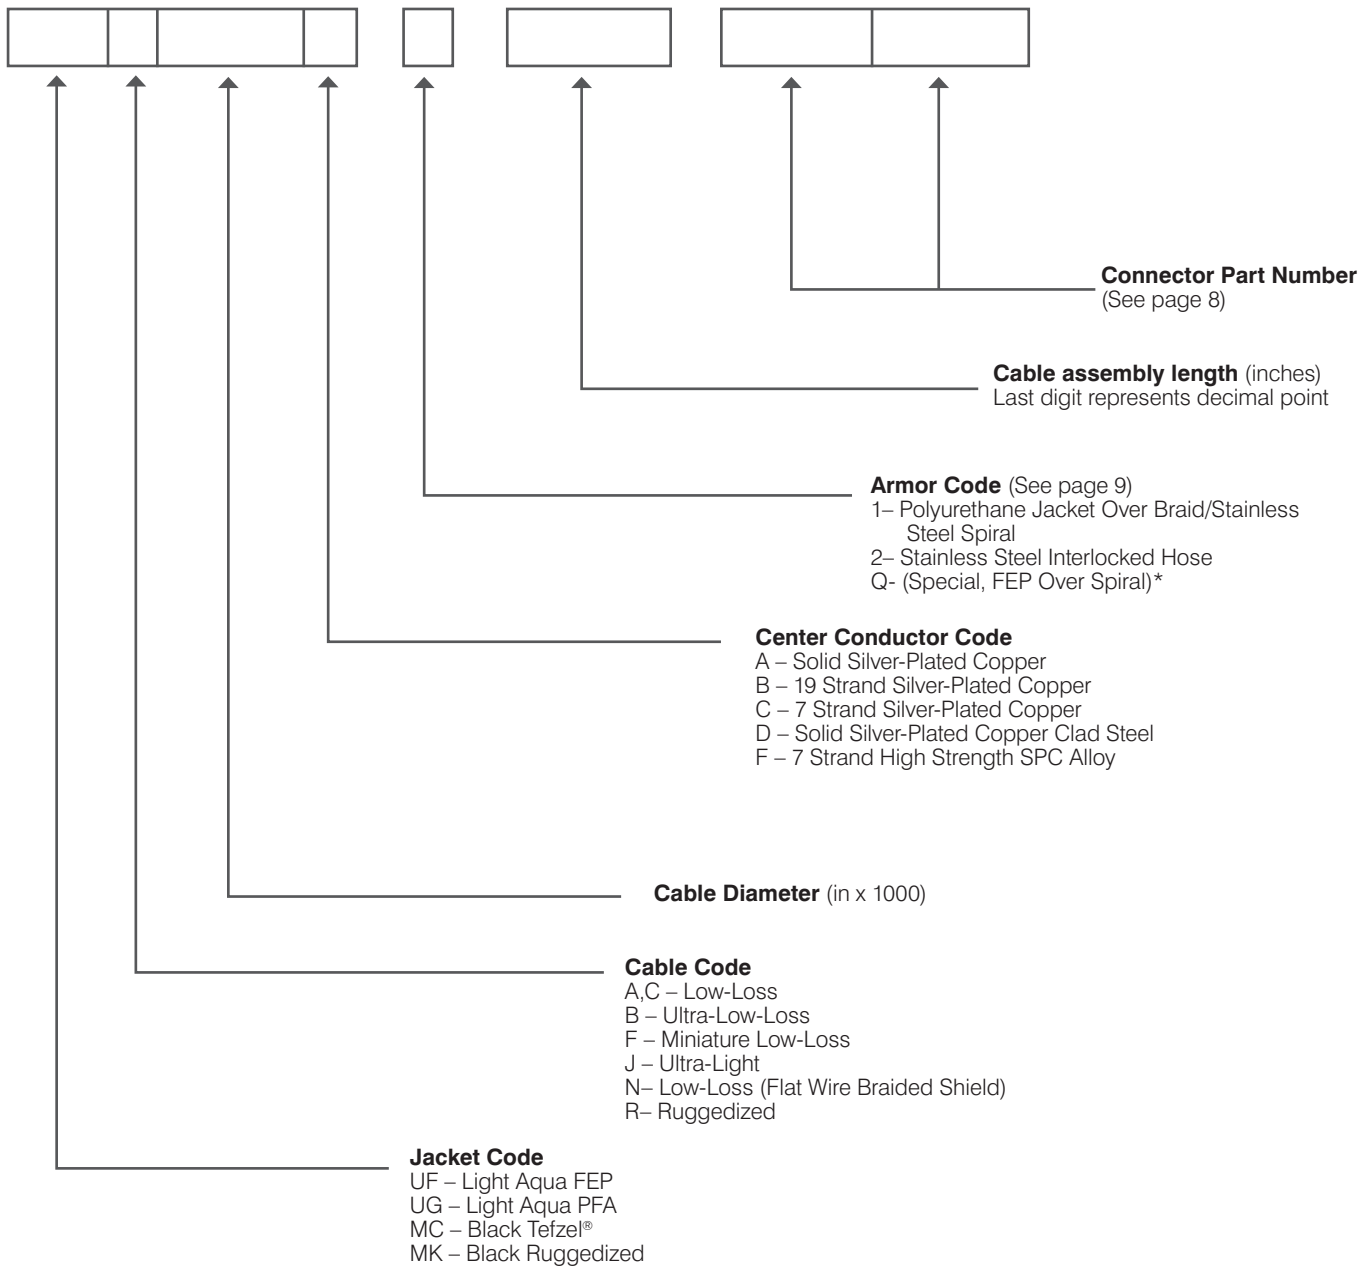 Connector Part Number
(See page 8)
Cable assembly length (inches)
Last digit represents decimal point
Armor Code (See page 9)
1– Polyurethane Jacket Over Braid/Stainless
Steel Spiral
2– Stainless Steel Interlocked Hose
Q- (Special, FEP Over Spiral)*
Center Conductor Code
A – Solid Silver-Plated Copper
B – 19 Strand Silver-Plated Copper
C – 7 Strand Silver-Plated Copper
D – Solid Silver-Plated Copper Clad Steel
F – 7 Strand High Strength SPC Alloy
Cable Diameter (in x 1000)
Cable Code
A,C – Low-Loss
B – Ultra-Low-Loss
F – Miniature Low-Loss
J – Ultra-Light
N– Low-Loss (Flat Wire Braided Shield)
R– Ruggedized
Jacket Code
UF – Light Aqua FEP
UG – Light Aqua PFA
MC – Black Tefzel®
MK – Black Ruggedized